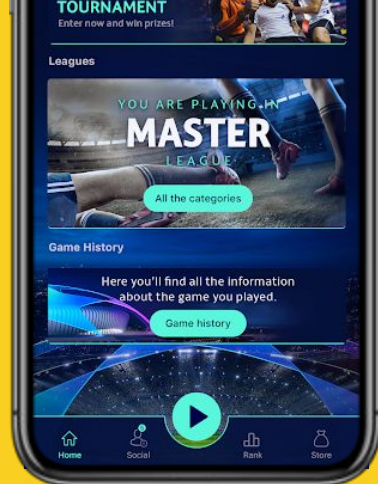 TOURNAMENT
Enter now and win prizes!
Leagues
YOU ARE PLAYING IN
MASTER
LEAGUE
All the categories
Game History
Here you'll find all the information
about the game you played.
Game history
Home
Social
Rank
Store